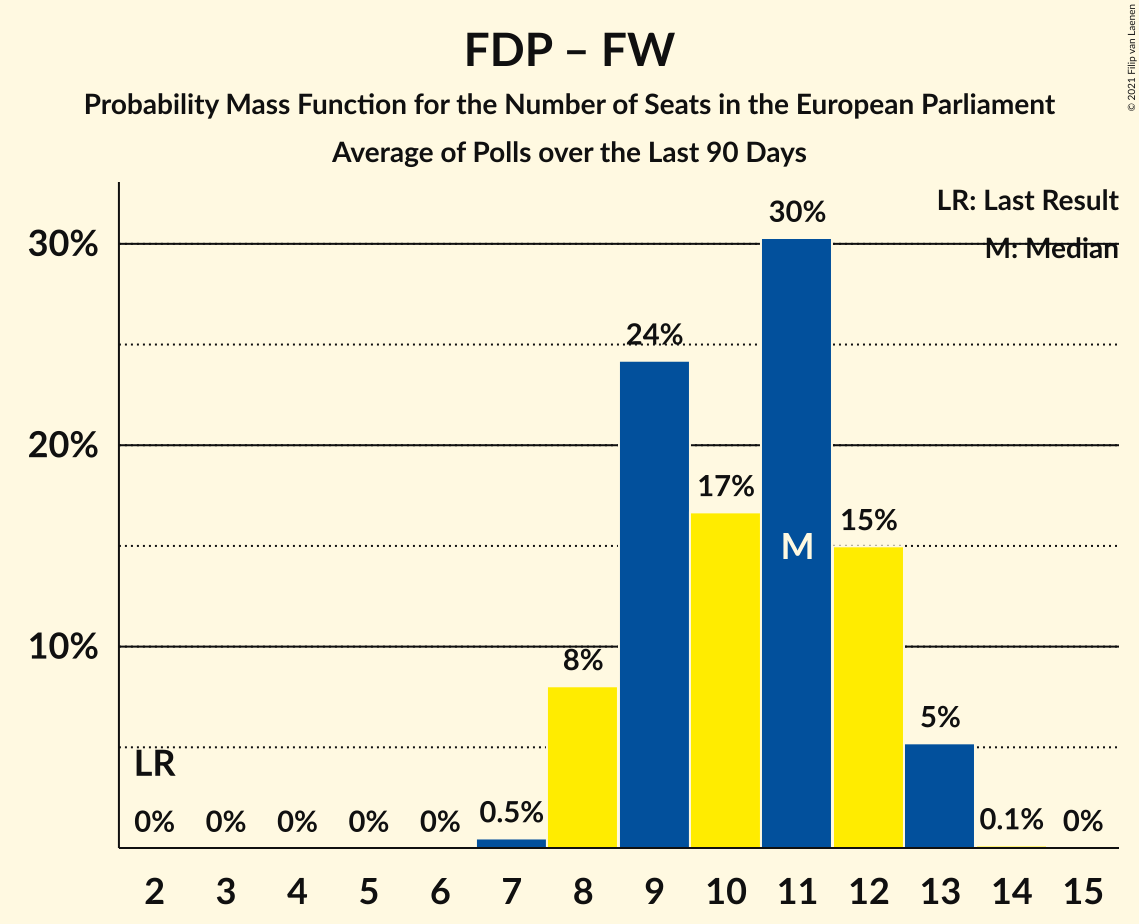 FDP – FW
Probability Mass Function for the Number of Seats in the European Parliament
Average of Polls over the Last 90 Days
© 2021 Filip van Laenen
LR: Last Result
M: Median
30%
20%
10%
30%
24%
17%
15%
8%
5%
0.5%
0.1%
0%
0%
0%
0%
0%
0%
LR
M
2 3 4 5 6 7 8 9 10 11 12 13 14 15